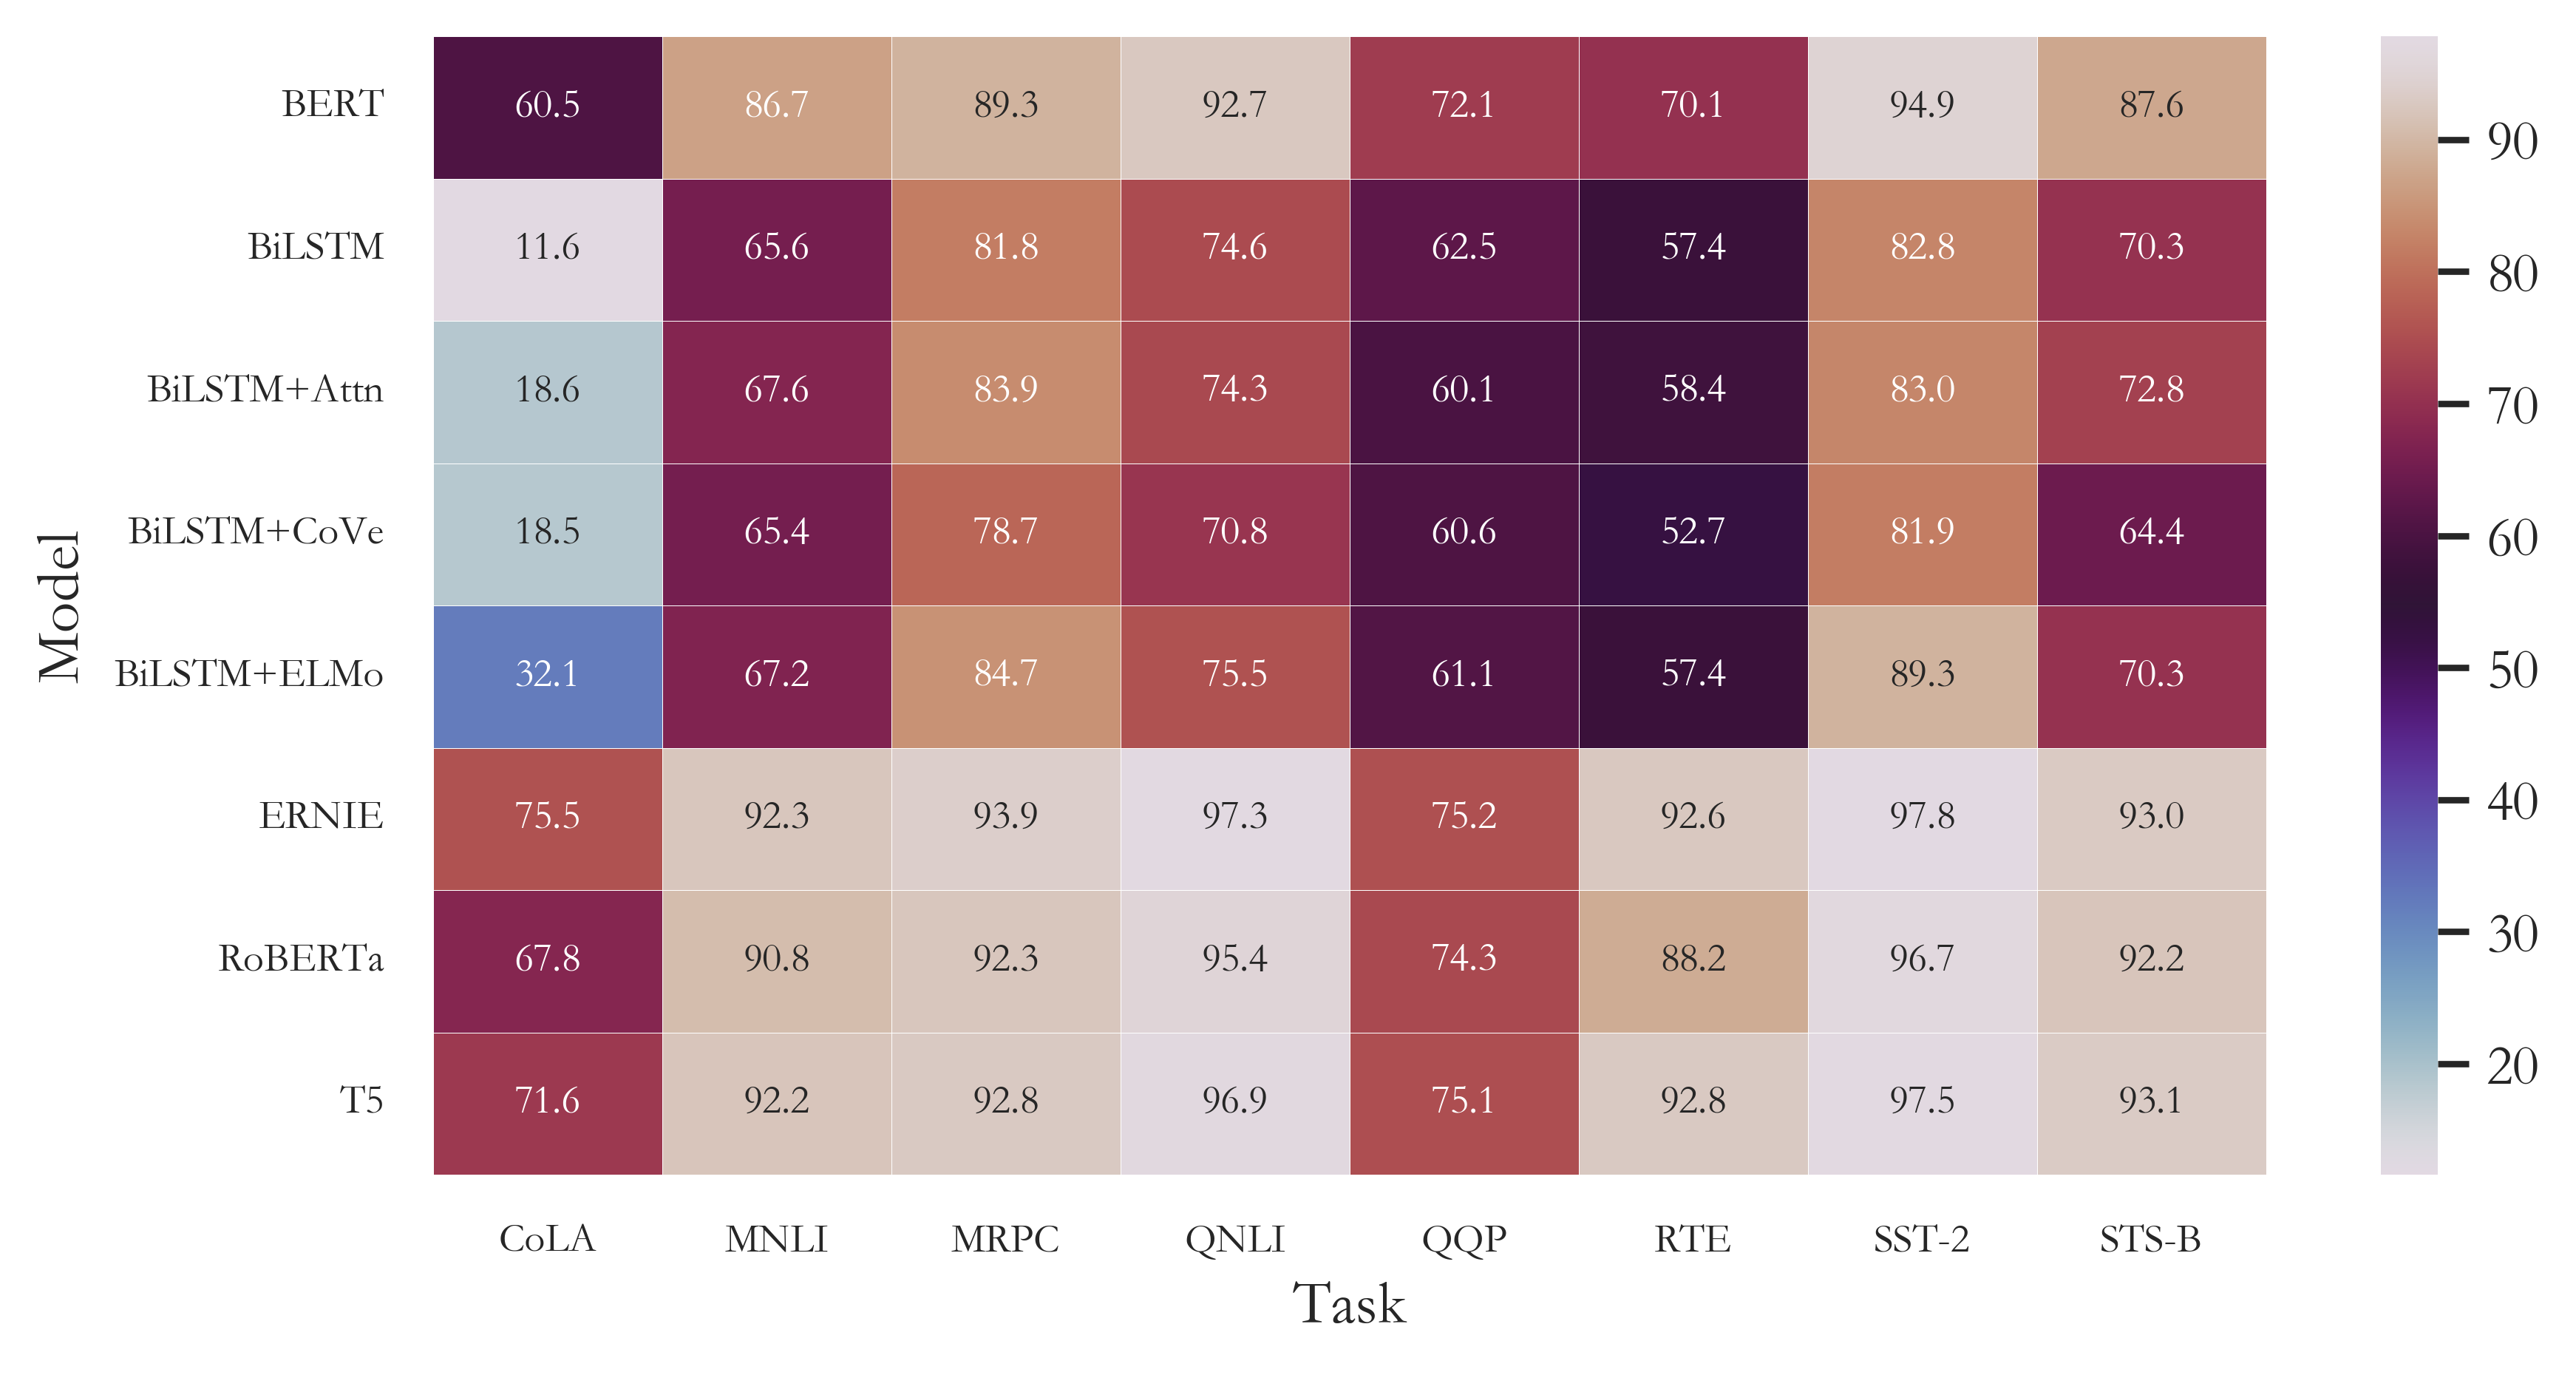 BERT 60.5 86.7 89.3 92.7 72.1 70.1 94.9 87.6
BiLSTM 11.6 65.6 81.8 74.6 62.5 57.4 82.8 70.3
BiLSTM+Attn 18.6 67.6 83.9 74.3 60.1 58.4 83.0 72.8
BiLSTM+CoVe 18.5 65.4 78.7 70.8 60.6 52.7 81.9 64.4
BiLSTM+ELMo 32.1 67.2 84.7 75.5 61.1 57.4 89.3 70.3
ERNIE 75.5 92.3 93.9 97.3 75.2 92.6 97.8 93.0
RoBERTa 67.8 90.8 92.3 95.4 74.3 88.2 96.7 92.2
T5 71.6 92.2 92.8 96.9 75.1 92.8 97.5 93.1
CoLA MNLI MRPC QNLI QQP RTE SST-2 STS-B
Task
Model
90
80
70
60
50
40
30
20